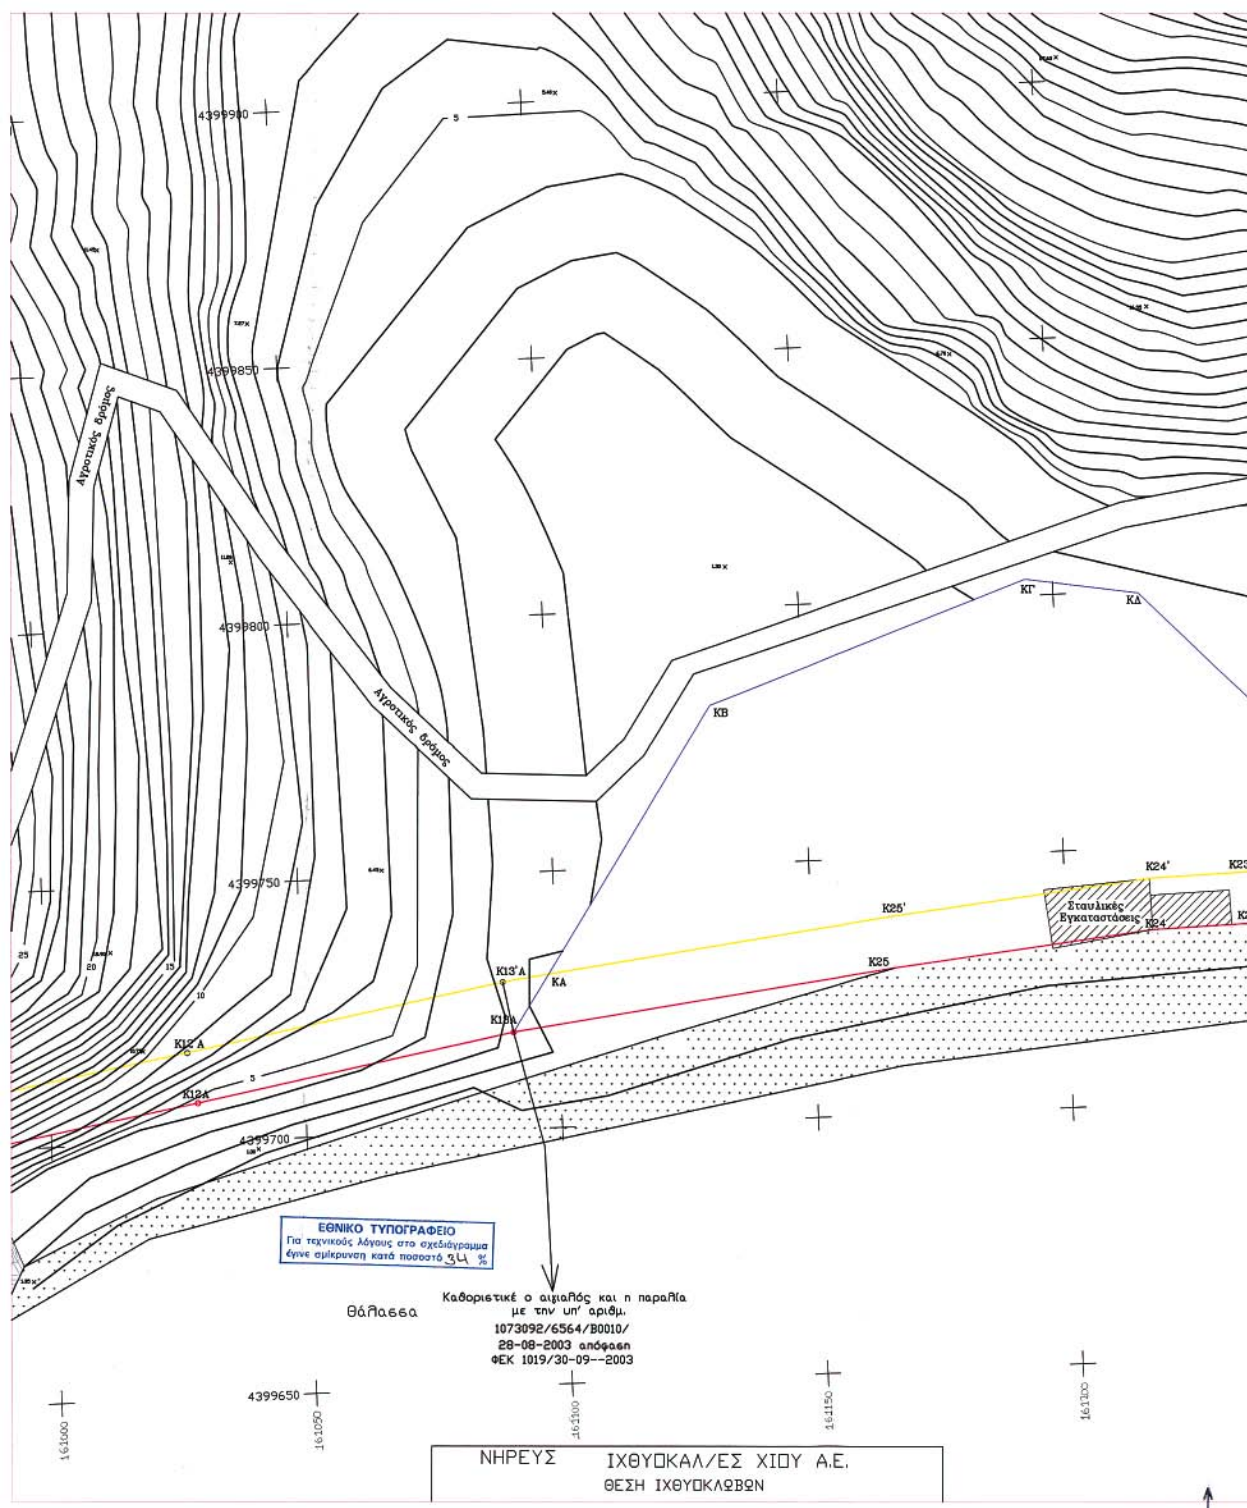 4399900
5
4399850
Αγροτικός δρόμος
4399800
ΚΓ
ΚΔ
Αγροτικός δρόμος
ΚΒ
4399750
Κ24'
Κ23
Κ25'
Σταυλικές
Εγκαταστάσεις
Κ24
Κ25
25
20
15
10
Κ13'Α
ΚΑ
Κ13Α
Κ12'Α
5
Κ12Α
4399700
ΕΘΝΙΚΟ ΤΥΠΟΓΡΑΦΕΙΟ
Για τεχνικούς λόγους στο σχεδιάγραμμα
έγινε σμίκρυνση κατά ποσοστό 34 %
θάλασσα
Καθοριστικέ ο αιγιαλός και η παραλία
με την υπ' αριθμ.
1073092/6564/Β0010/
28-08-2003 απόφαση
ΦΕΚ 1019/30-09--2003
4399650
161000
161050
161100
161150
161200
ΝΗΡΕΥΣ ΙΧΘΥΟΚΑΛ/ΕΣ ΧΙΟΥ Α.Ε.
ΘΕΣΗ ΙΧΘΥΟΚΛΩΒΩΝ